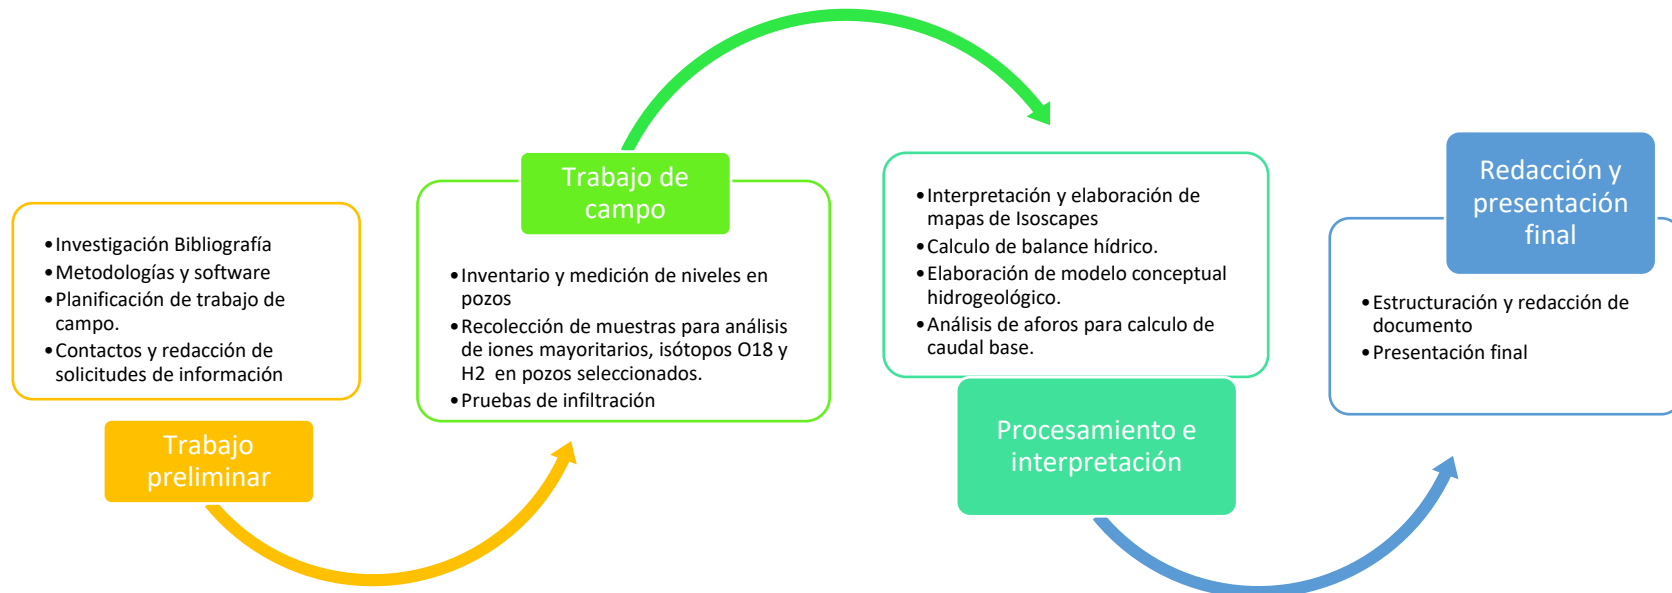 •Investigación Bibliografía
•Metodologías y software
•Planificación de trabajo de
campo.
•Contactos y redacción de
solicitudes de información
Trabajo
preliminar
Trabajo de
campo
•Inventario y medición de niveles en
pozos
•Recolección de muestras para análisis
de iones mayoritarios, isótopos O18 y
H2 en pozos seleccionados.
•Pruebas de infiltración
•Interpretación y elaboración de
mapas de Isoscapes
•Calculo de balance hídrico.
•Elaboración de modelo conceptual
hidrogeológico.
•Análisis de aforos para calculo de
caudal base.
Procesamiento e
interpretación
Redacción y
presentación
final
•Estructuración y redacción de
documento
•Presentación final